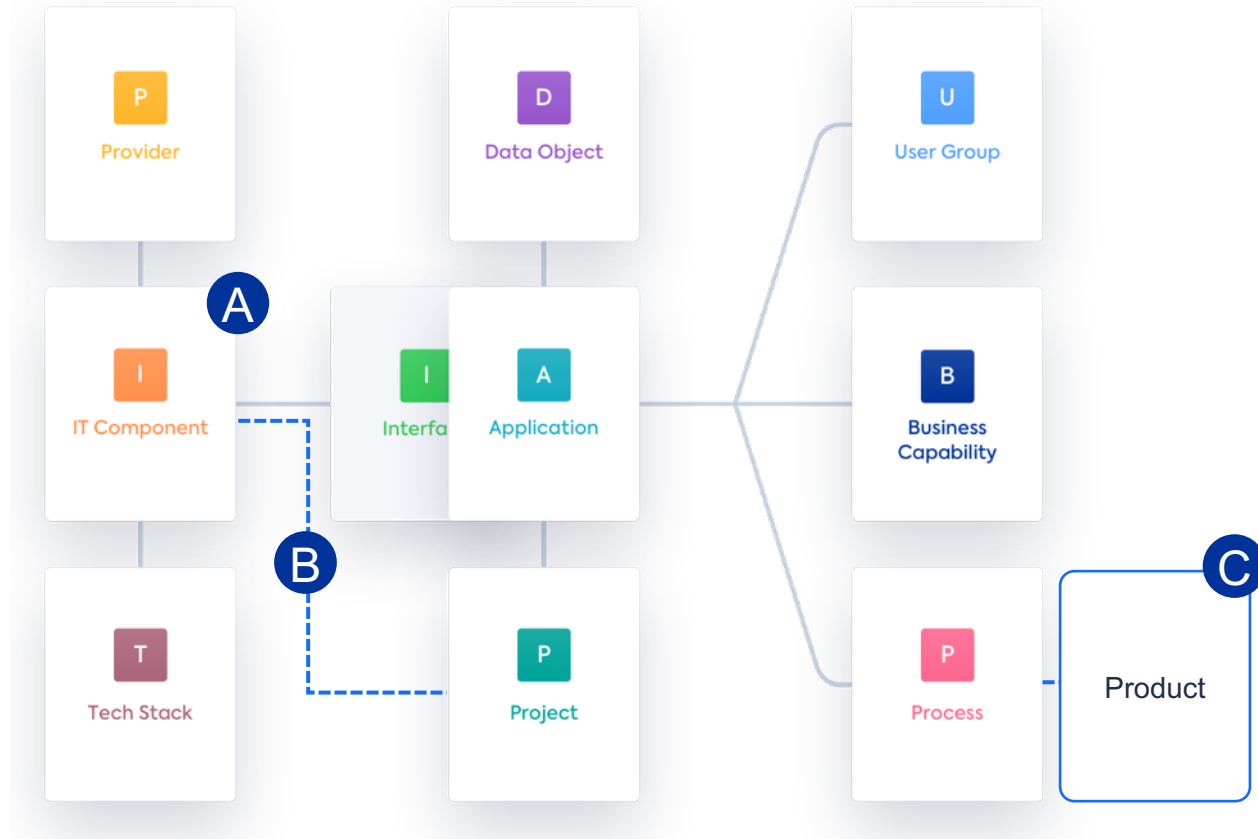 P
Provider
D
Data Object
U
User Group
A
I
IT Component
I
Interfa
A
Application
B
Business
Capability
B
C
T
Tech Stack
P
Project
P
Process
Product